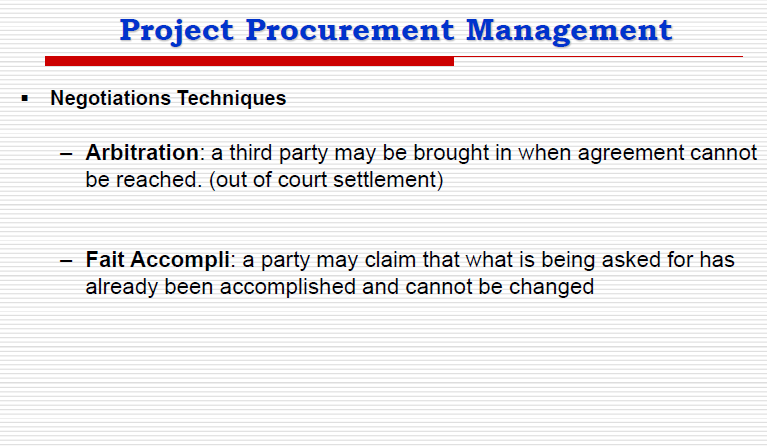 Project Procurement Management
▪ Negotiations Techniques
– Arbitration: a third party may be brought in when agreement cannot
be reached. (out of court settlement)
– Fait Accompli: a party may claim that what is being asked for has
already been accomplished and cannot be changed